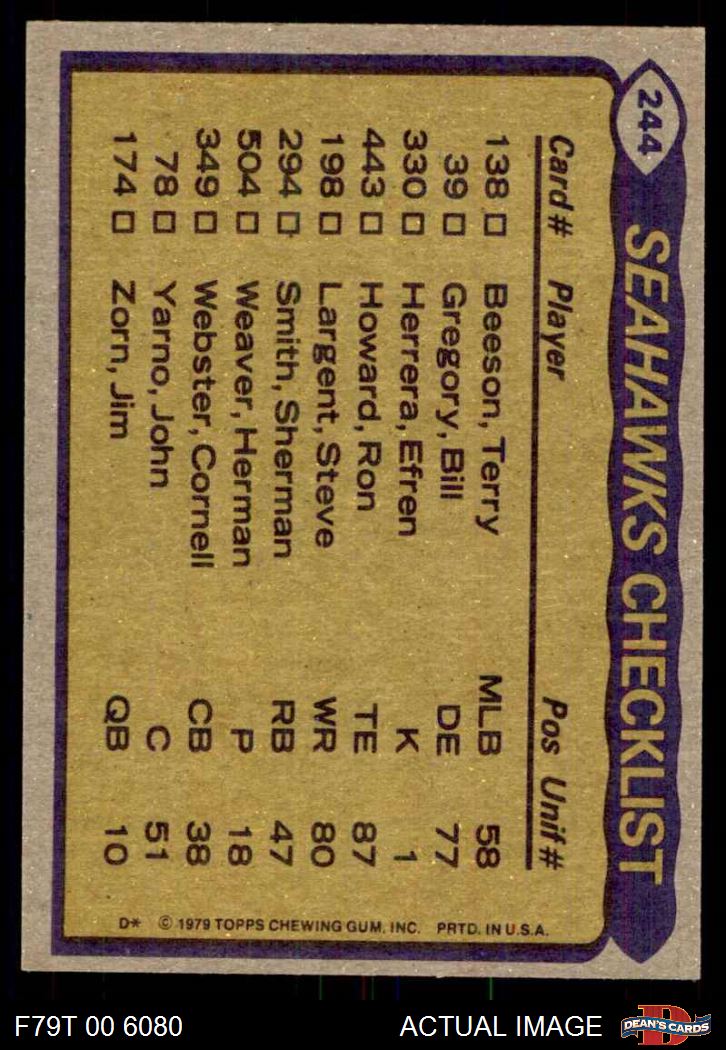 244
SEAHAWKS CHECKLIST
Card # Player Pos Unif #
138 Beeson, Terry MLB 58
39 Gregory, Bill DE 77
330 Herrera, Efren K 1
443 Howard, Ron TE 87
198 Largent, Steve WR 80
294 Smith, Sherman RB 47
504 Weaver, Herman P 18
349 Webster, Cornell CB 38
78 Yarno, John C 51
174 Zorn, Jim QB 10
D* © 1979 TOPPS CHEWING GUM, INC. PRTD. IN U.S.A.
F79T 00 6080 ACTUAL IMAGE
D
DEAN'S CARDS